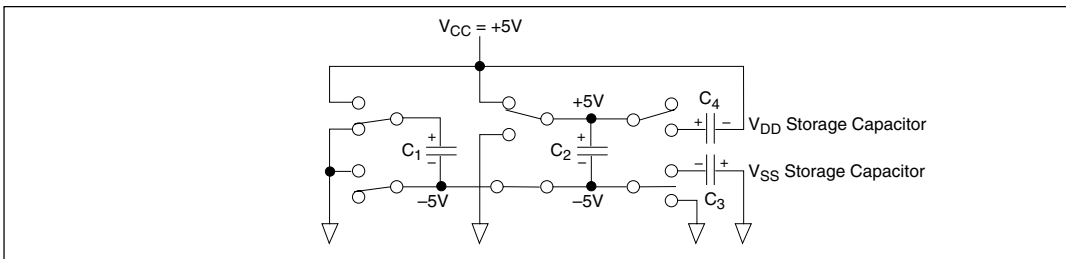 V_CC = +5V
+5V
C_4
+
–
V_DD Storage Capacitor
+
C_1
–
+
C_2
–
–
+
V_SS Storage Capacitor
C_3
–5V
–5V